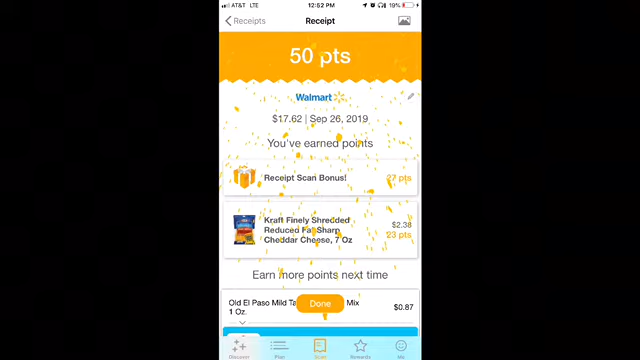 AT&T LTE 12:52 PM 19%
Receipts Receipt
50 pts
Walmart
$17.62 | Sep 26, 2019
You've earned points
Receipt Scan Bonus! 27 pts
Kraft Finely Shredded $2.38
Reduced Fat Sharp 23 pts
Cheddar Cheese, 7 Oz
Earn more points next time
Old El Paso Mild Mix $0.87
1 Oz.
Done
Discover Play Scan Rewards Me